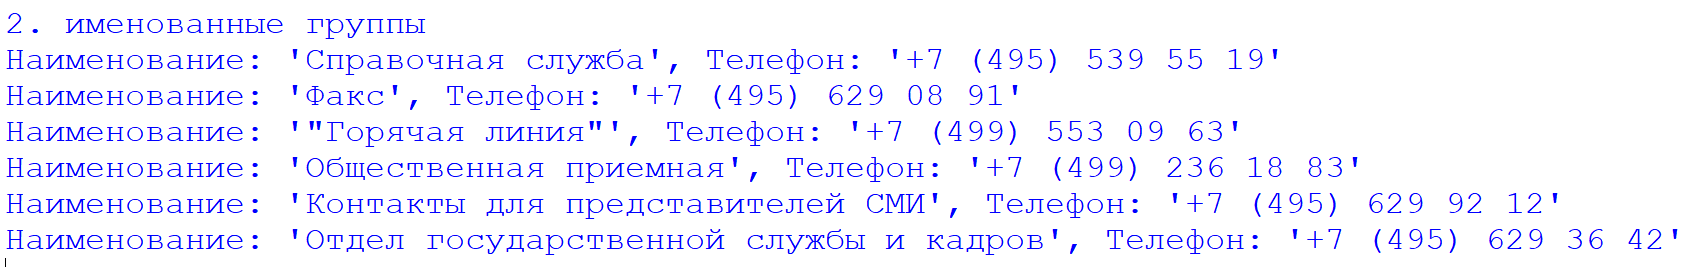 2. именованные группы
Наименование: 'Справочная служба', Телефон: '+7 (495) 539 55 19'
Наименование: 'Факс', Телефон: '+7 (495) 629 08 91'
Наименование: '"Горячая линия"', Телефон: '+7 (499) 553 09 63'
Наименование: 'Общественная приемная', Телефон: '+7 (499) 236 18 83'
Наименование: 'Контакты для представителей СМИ', Телефон: '+7 (495) 629 92 12'
Наименование: 'Отдел государственной службы и кадров', Телефон: '+7 (495) 629 36 42'